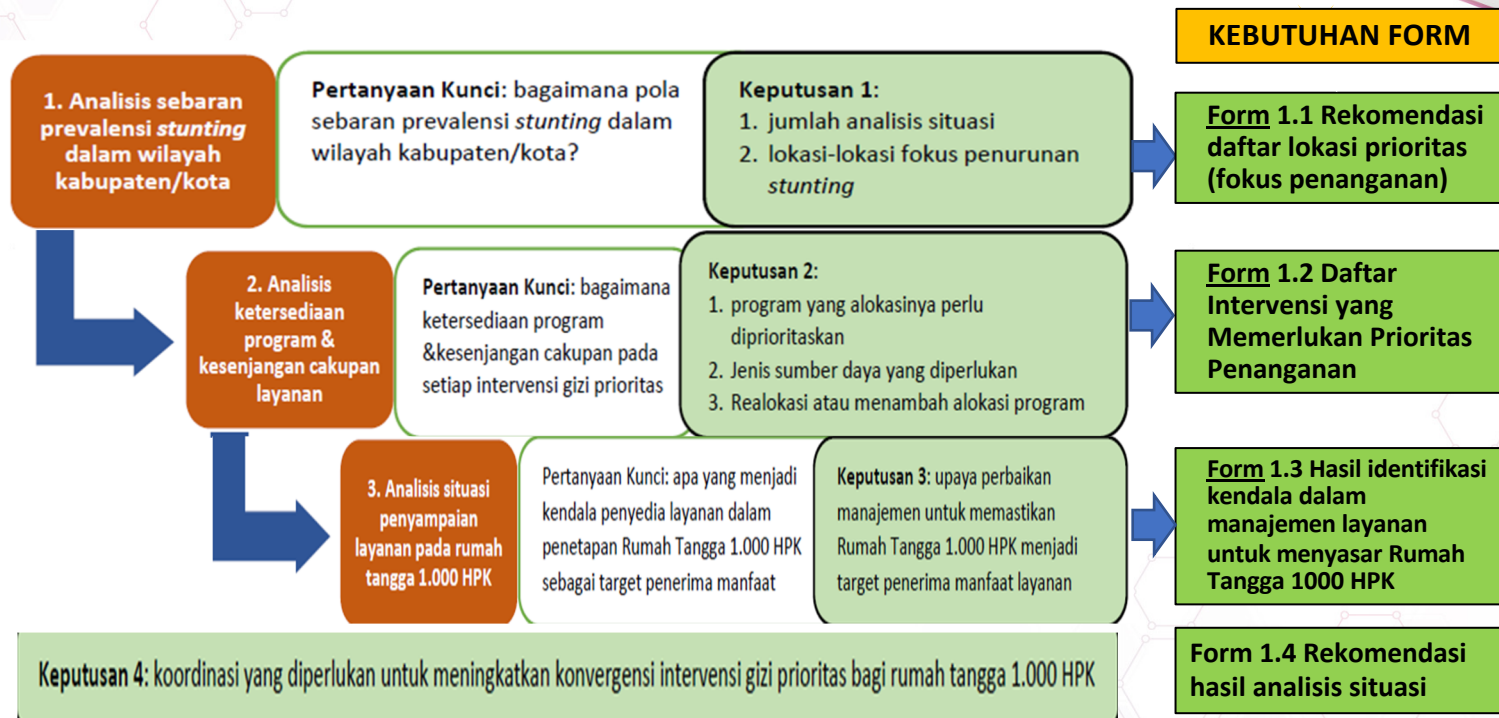 KEBUTUHAN FORM
1. Analisis sebaran
prevalensi stunting
dalam wilayah
kabupaten/kota
Pertanyaan Kunci: bagaimana pola
sebaran prevalensi stunting dalam
wilayah kabupaten/kota?
Keputusan 1:
1. jumlah analisis situasi
2. lokasi-lokasi fokus penurunan
stunting
Form 1.1 Rekomendasi
daftar lokasi prioritas
(fokus penanganan)
2. Analisis
ketersediaan
program &
kesenjangan cakupan
layanan
Pertanyaan Kunci: bagaimana
ketersediaan program
&kesenjangan cakupan pada
setiap intervensi gizi prioritas
Keputusan 2:
1. program yang alokasinya perlu
diprioritaskan
2. Jenis sumber daya yang diperlukan
3. Realokasi atau menambah alokasi program
Form 1.2 Daftar
Intervensi yang
Memerlukan Prioritas
Penanganan
3. Analisis situasi
penyampaian
layanan pada rumah
tangga 1.000 HPK
Pertanyaan Kunci: apa yang menjadi
kendala penyedia layanan dalam
penetapan Rumah Tangga 1.000 HPK
sebagai target penerima manfaat
Keputusan 3: upaya perbaikan
manajemen untuk memastikan
Rumah Tangga 1.000 HPK menjadi
target penerima manfaat layanan
Form 1.3 Hasil identifikasi
kendala dalam
manajemen layanan
untuk menyasar Rumah
Tangga 1000 HPK
Keputusan 4: koordinasi yang diperlukan untuk meningkatkan konvergensi intervensi gizi prioritas bagi rumah tangga 1.000 HPK
Form 1.4 Rekomendasi
hasil analisis situasi